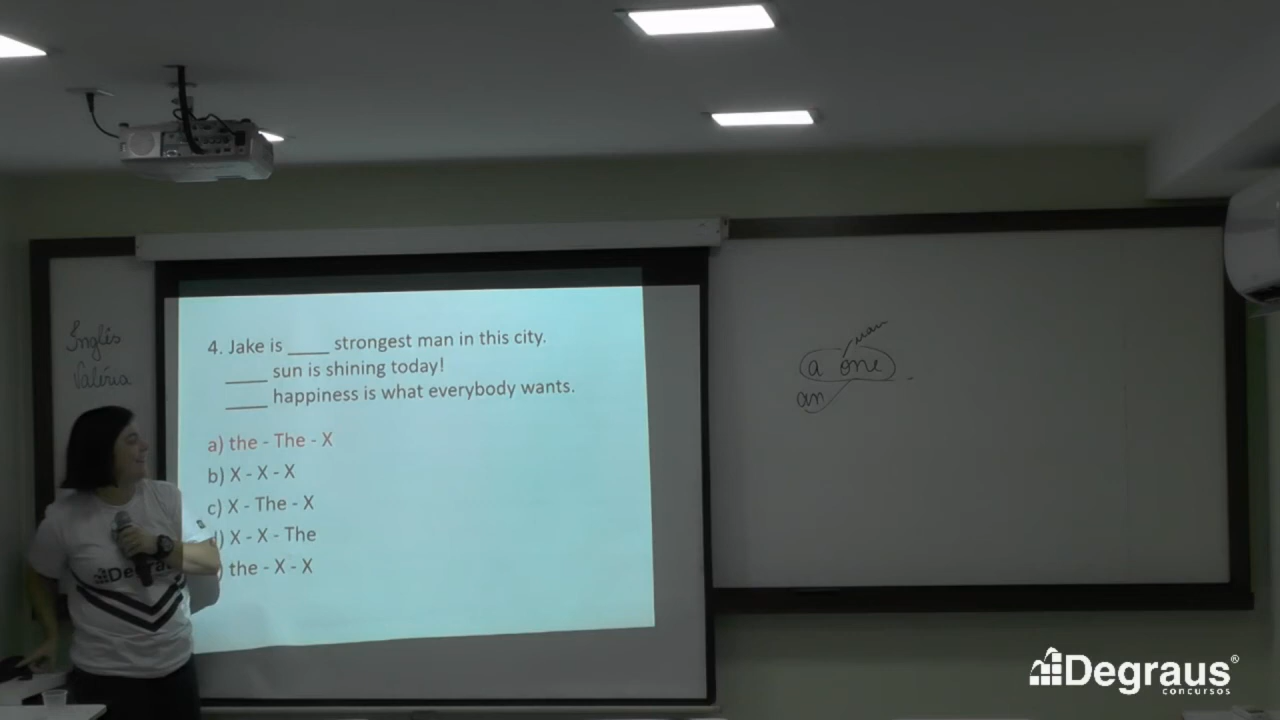 Inglês
Valéria
4. Jake is ____ strongest man in this city.
____ sun is shining today!
____ happiness is what everybody wants.
a) the - The - X
b) X - X - X
c) X - The - X
d) X - X - The
) the - X - X
man
a one
an
Degraus
Degraus®
concursos